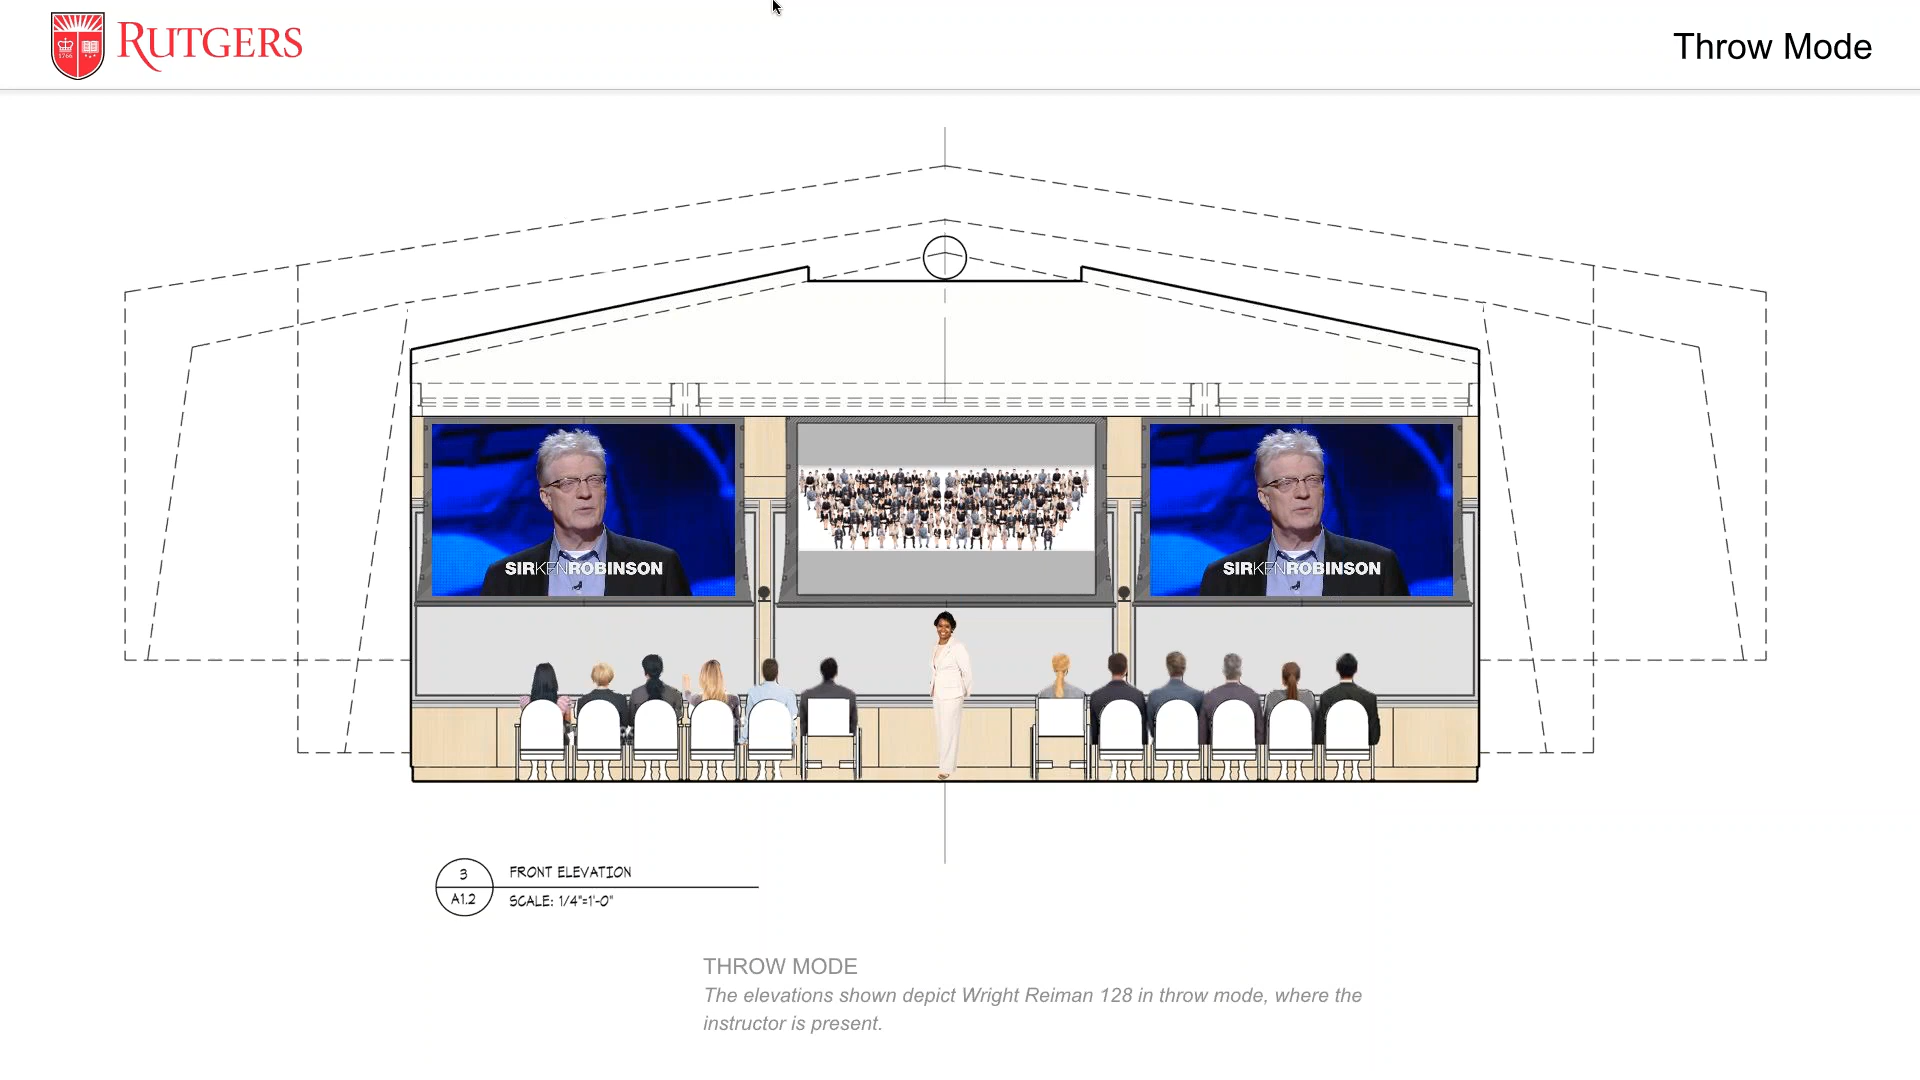 1766
RUTGERS
Throw Mode
SIRKENROBINSON
SIRKENROBINSON
3
FRONT ELEVATION
A1.2
SCALE: 1/4"=1'-0"
THROW MODE
The elevations shown depict Wright Reiman 128 in throw mode, where the
instructor is present.